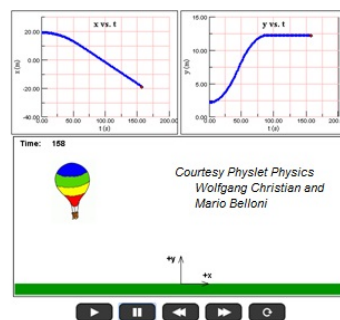 x vs. t
20.00
0.00
-20.00
-40.00
0.00 50.00 100.00 150.00 200.00
x (m)
t (s)
y vs. t
15.00
10.00
5.00
0.00
0.00 50.00 100.00 150.00 200.0
y (m)
t (s)
Time: 158
Courtesy Physlet Physics
Wolfgang Christian and
Mario Belloni
+y
+x